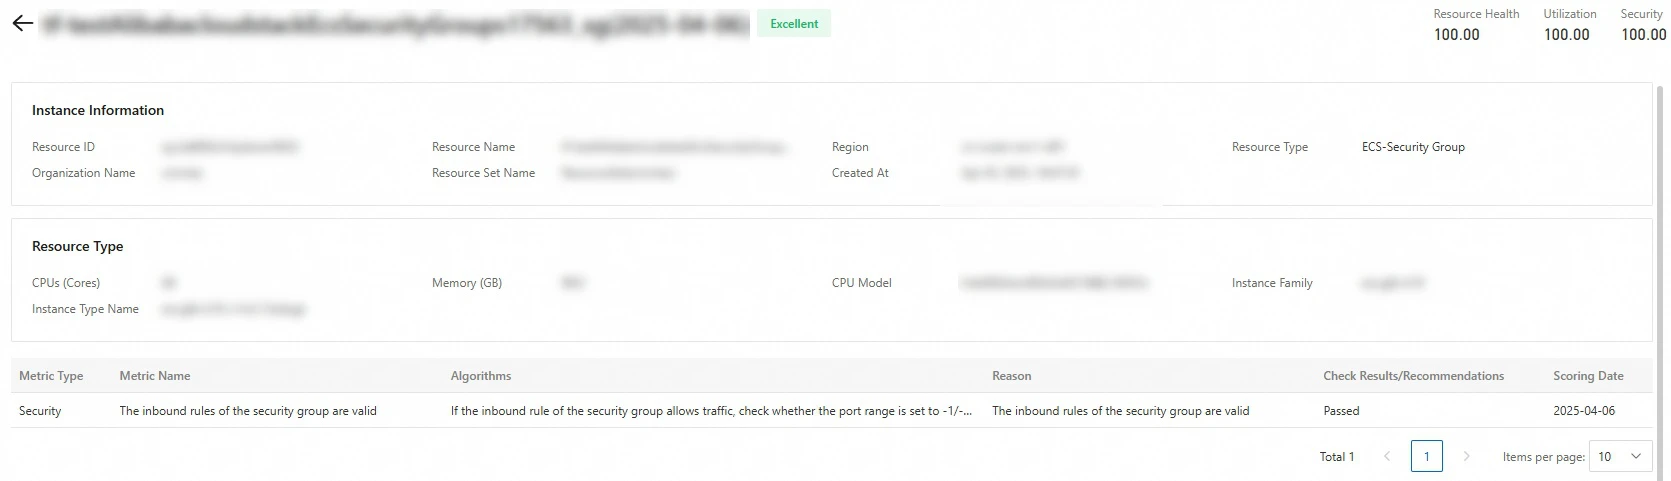 Excellent
Resource Health Utilization Security
100.00 100.00 100.00
Instance Information
Resource ID Resource Name Region Resource Type ECS-Security Group
Organization Name Resource Set Name Created At
Resource Type
CPUs (Cores) Memory (GB) CPU Model Instance Family
Instance Type Name
Metric Type Metric Name Algorithms Reason Check Results/Recommendations Scoring Date
Security The inbound rules of the security group are valid If the inbound rule of the security group allows traffic, check whether the port range is set to -1/-... The inbound rules of the security group are valid Passed 2025-04-06
Total 1 1 Items per page: 10